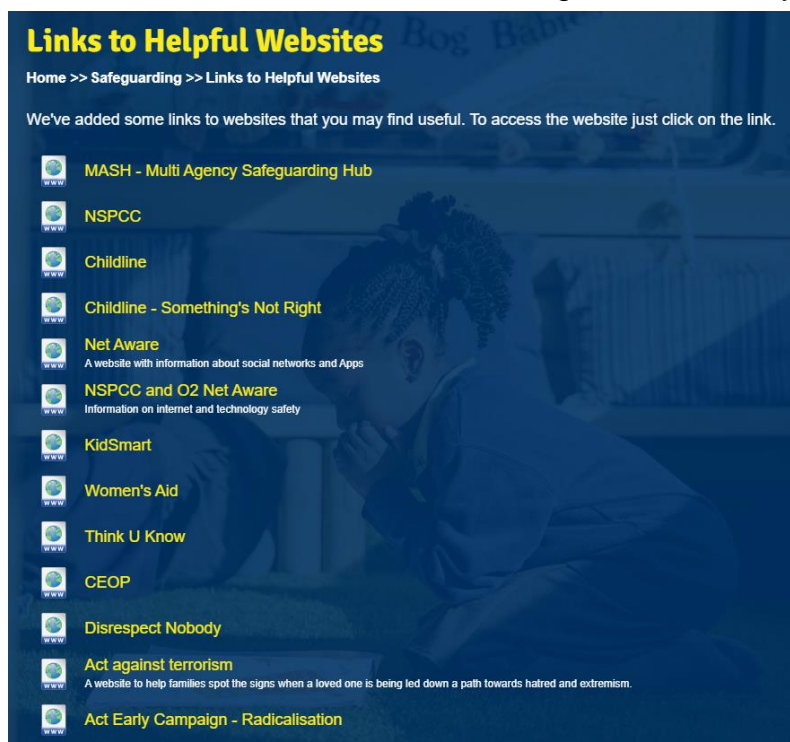 Links to Helpful Websites
Home >> Safeguarding >> Links to Helpful Websites
We've added some links to websites that you may find useful. To access the website just click on the link.
MASH - Multi Agency Safeguarding Hub
NSPCC
Childline
Childline - Something's Not Right
Net Aware
A website with information about social networks and Apps
NSPCC and O2 Net Aware
Information on internet and technology safety
KidSmart
Women's Aid
Think U Know
CEOP
Disrespect Nobody
Act against terrorism
A website to help families spot the signs when a loved one is being led down a path towards hatred and extremism.
Act Early Campaign - Radicalisation